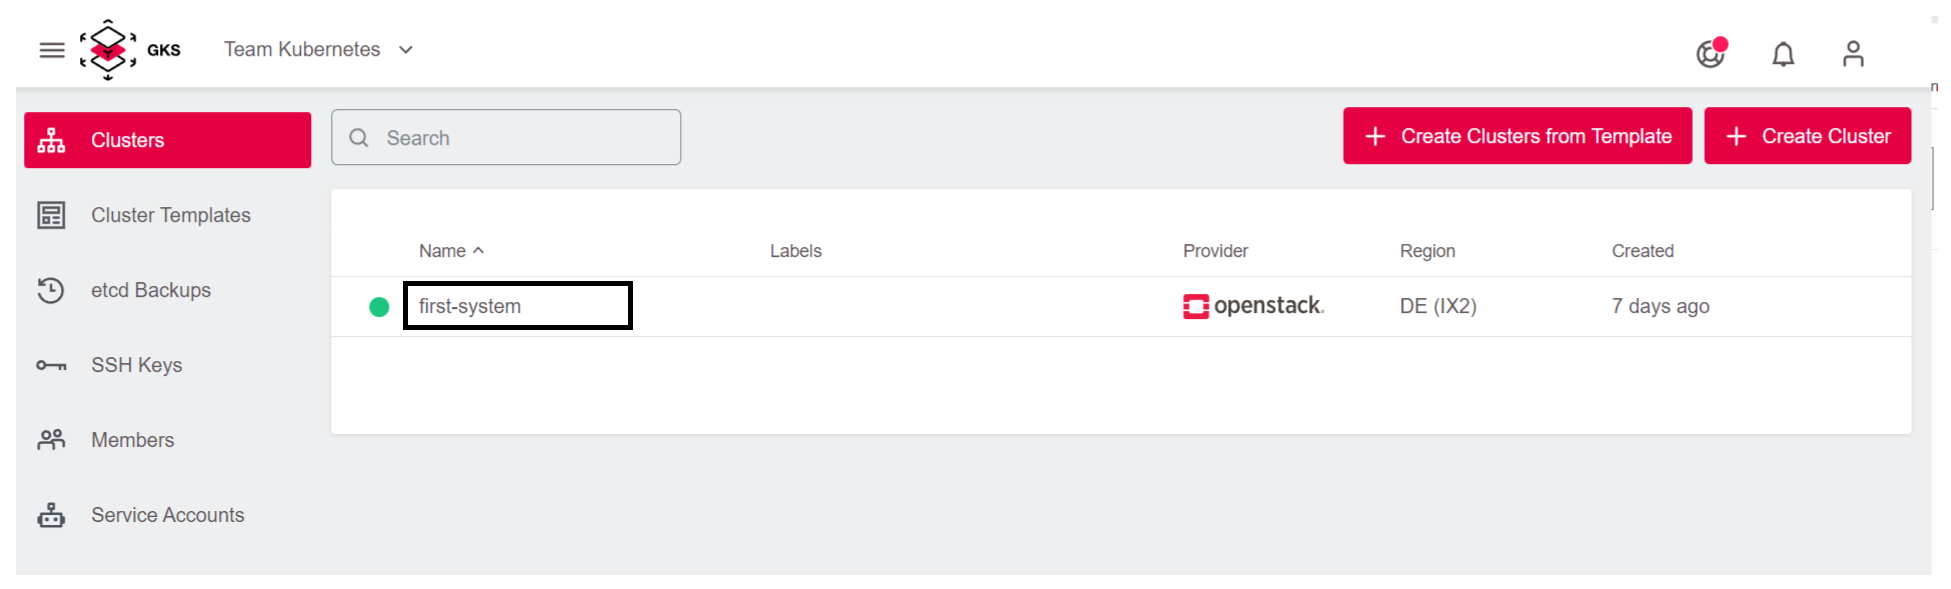 GKS Team Kubernetes
Clusters
Cluster Templates
etcd Backups
SSH Keys
Members
Service Accounts
Search
Create Clusters from Template
Create Cluster
Name Labels Provider Region Created
first-system openstack. DE (IX2) 7 days ago